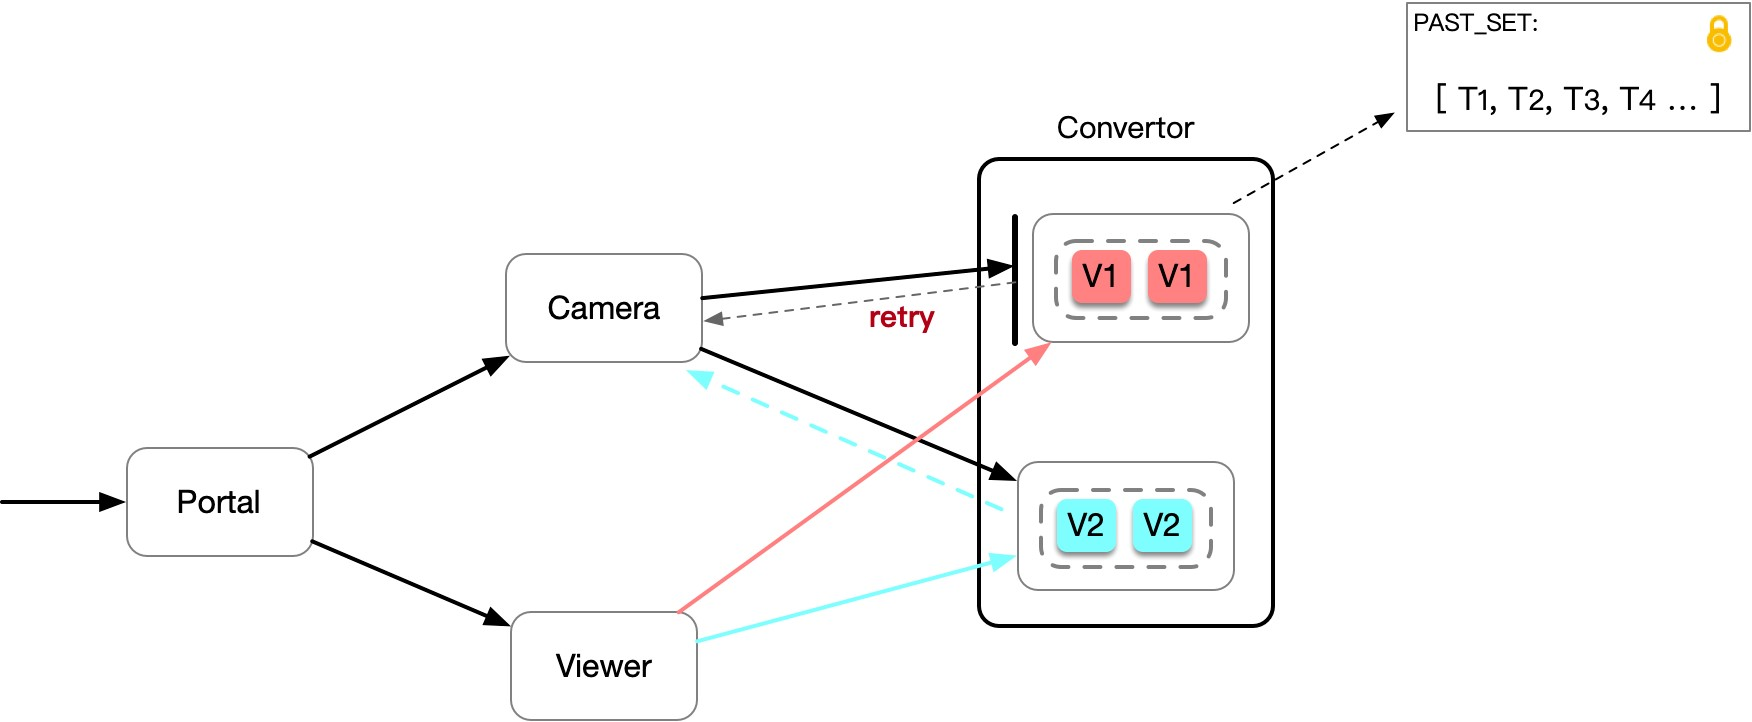 PAST_SET:
[ T1, T2, T3, T4 ... ]
Convertor
V1 V1
Camera
retry
Portal
V2 V2
Viewer